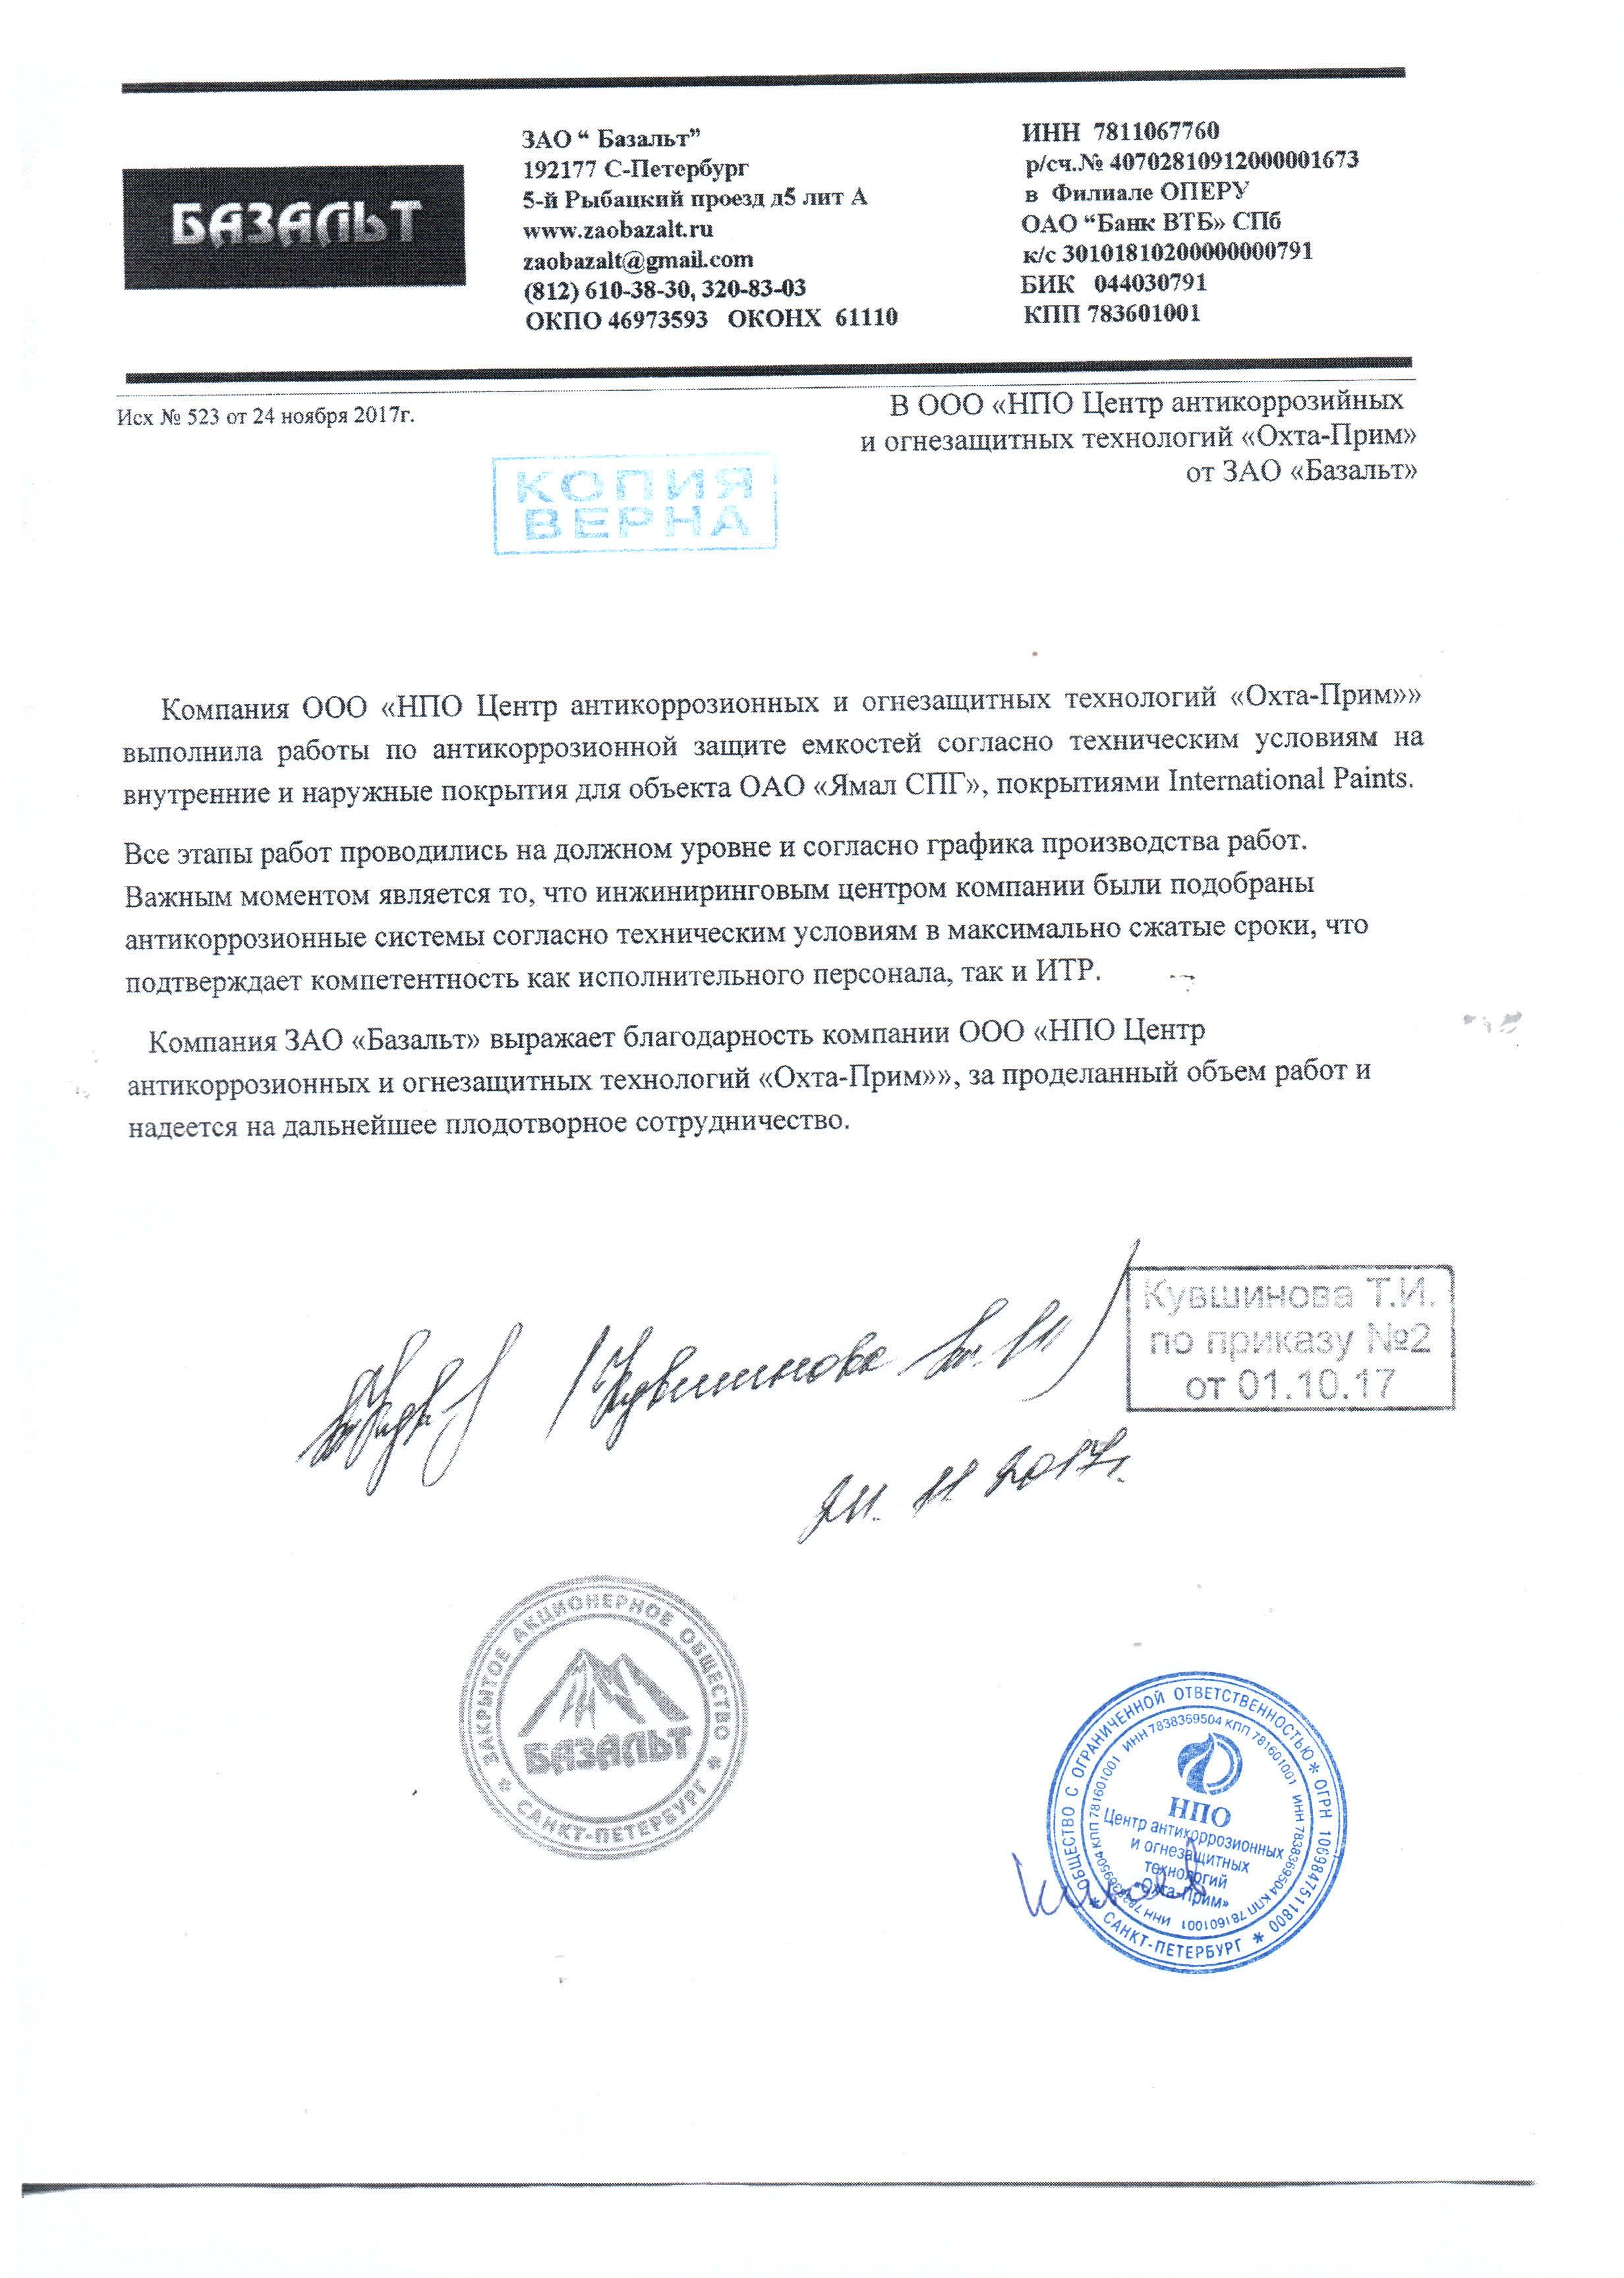 БАЗАЛЬТ
ЗАО “ Базальт”
192177 С-Петербург
5-й Рыбацкий проезд д5 лит А
www.zaobazalt.ru
zaobazalt@gmail.com
(812) 610-38-30, 320-83-03
ОКПО 46973593 ОКОНХ 61110
ИНН 7811067760
р/сч.№ 40702810912000001673
в Филиале ОПЕРУ
ОАО “Банк ВТБ» СПб
к/с 30101810200000000791
БИК 044030791
КПП 783601001
Исх № 523 от 24 ноября 2017г.
В ООО «НПО Центр антикоррозийных
и огнезащитных технологий «Охта-Прим»
от ЗАО «Базальт»
КОПИЯ
ВЕРНА
Компания ООО «НПО Центр антикоррозионных и огнезащитных технологий «Охта-Прим»»
выполнила работы по антикоррозионной защите емкостей согласно техническим условиям на
внутренние и наружные покрытия для объекта ОАО «Ямал СПГ», покрытиями International Paints.
Все этапы работ проводились на должном уровне и согласно графика производства работ.
Важным моментом является то, что инжиниринговым центром компании были подобраны
антикоррозионные системы согласно техническим условиям в максимально сжатые сроки, что
подтверждает компетентность как исполнительного персонала, так и ИТР.
Компания ЗАО «Базальт» выражает благодарность компании ООО «НПО Центр
антикоррозионных и огнезащитных технологий «Охта-Прим»», за проделанный объем работ и
надеется на дальнейшее плодотворное сотрудничество.
/Кувшинова Т.И/
Кувшинова Т.И.
по приказу №2
от 01.10.17
24. 11 2017г.
ЗАКРЫТОЕ АКЦИОНЕРНОЕ ОБЩЕСТВО
БАЗАЛЬТ
* САНКТ-ПЕТЕРБУРГ *
ОБЩЕСТВО С ОГРАНИЧЕННОЙ ОТВЕТСТВЕННОСТЬЮ * ОГРН 1069847511800 * САНКТ-ПЕТЕРБУРГ *
ИНН 7838369504 КПП 781601001 ИНН 7838369504 КПП 781601001 ИНН 7838369504 КПП 781601001
НПО
Центр антикоррозионных
и огнезащитных
технологий
«Охта-Прим»